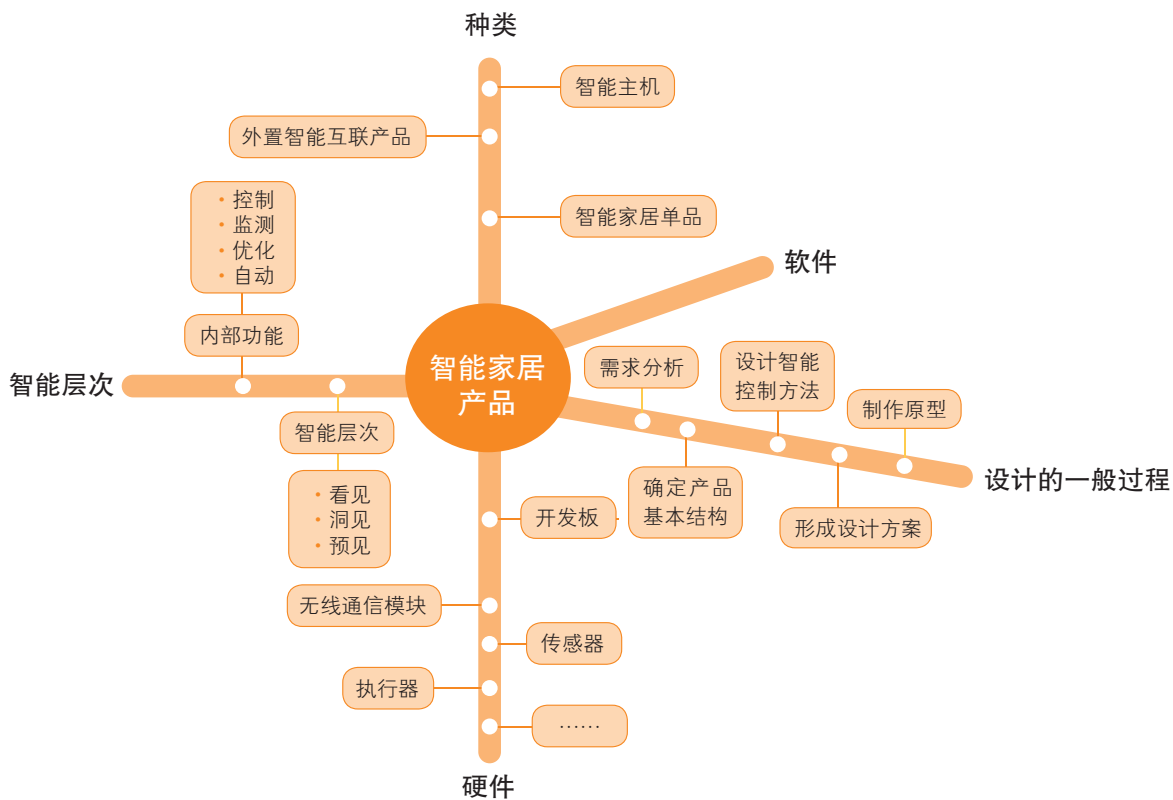 种类
智能主机
外置智能互联产品
智能家居单品
· 控制
· 监测
· 优化
· 自动
内部功能
智能层次
智能层次
· 看见
· 洞见
· 预见
智能家居
产品
软件
需求分析
确定产品
基本结构
设计智能
控制方法
形成设计方案
制作原型
设计的一般过程
开发板
无线通信模块
传感器
执行器
……
硬件